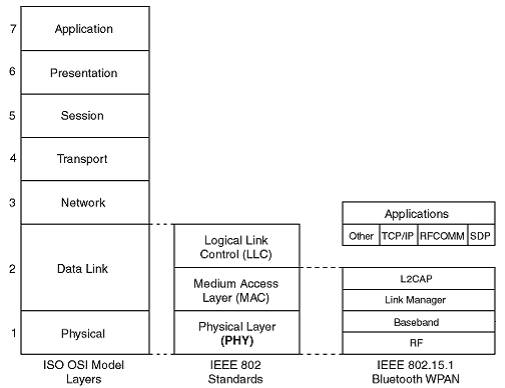 7 Application
6 Presentation
5 Session
4 Transport
3 Network
2 Data Link
1 Physical
ISO OSI Model
Layers
Logical Link
Control (LLC)
Medium Access
Layer (MAC)
Physical Layer
(PHY)
IEEE 802
Standards
Applications
Other TCP/IP RFCOMM SDP
L2CAP
Link Manager
Baseband
RF
IEEE 802.15.1
Bluetooth WPAN